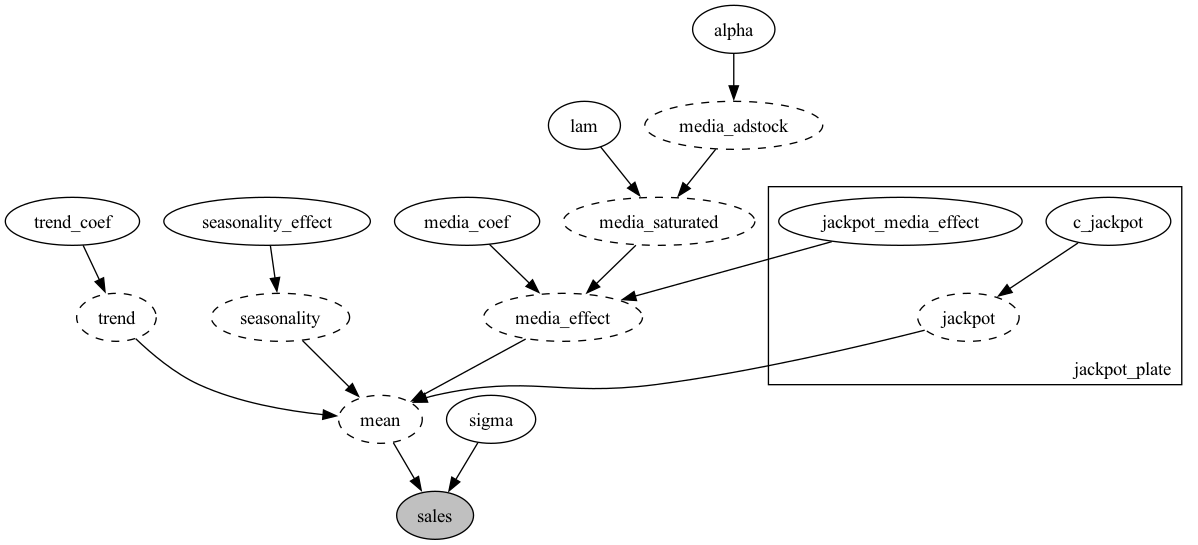 alpha
lam
media_adstock
trend_coef
seasonality_effect
media_coef
media_saturated
jackpot_media_effect
c_jackpot
trend
seasonality
media_effect
jackpot
jackpot_plate
mean
sigma
sales